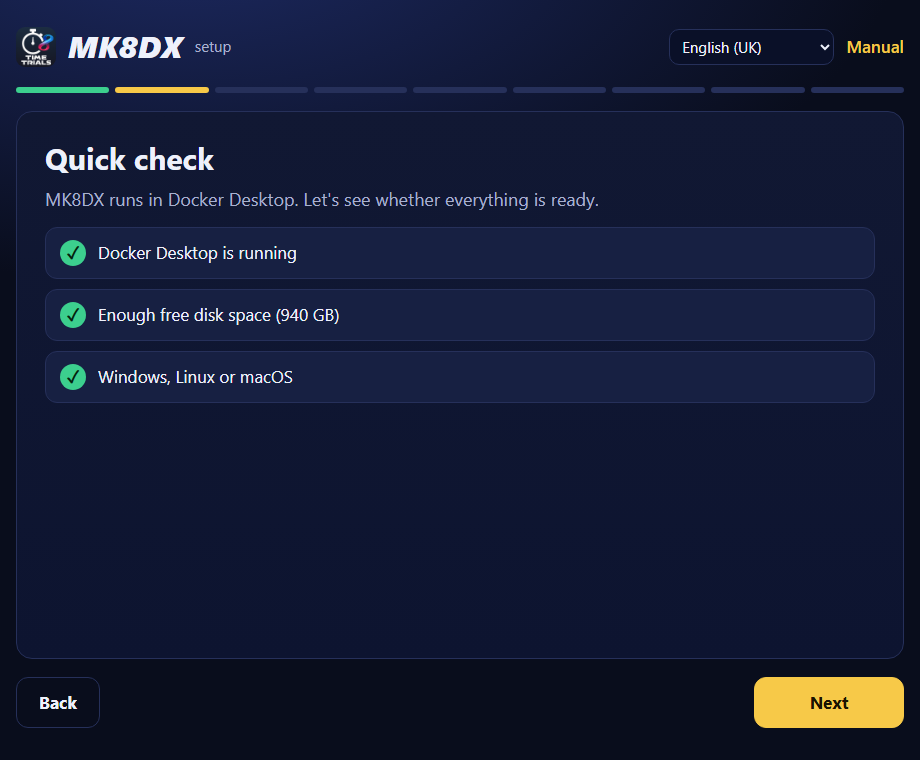 TIME
TRIALS
MK8DX setup
English (UK)
Manual
Quick check
MK8DX runs in Docker Desktop. Let's see whether everything is ready.
Docker Desktop is running
Enough free disk space (940 GB)
Windows, Linux or macOS
Back
Next